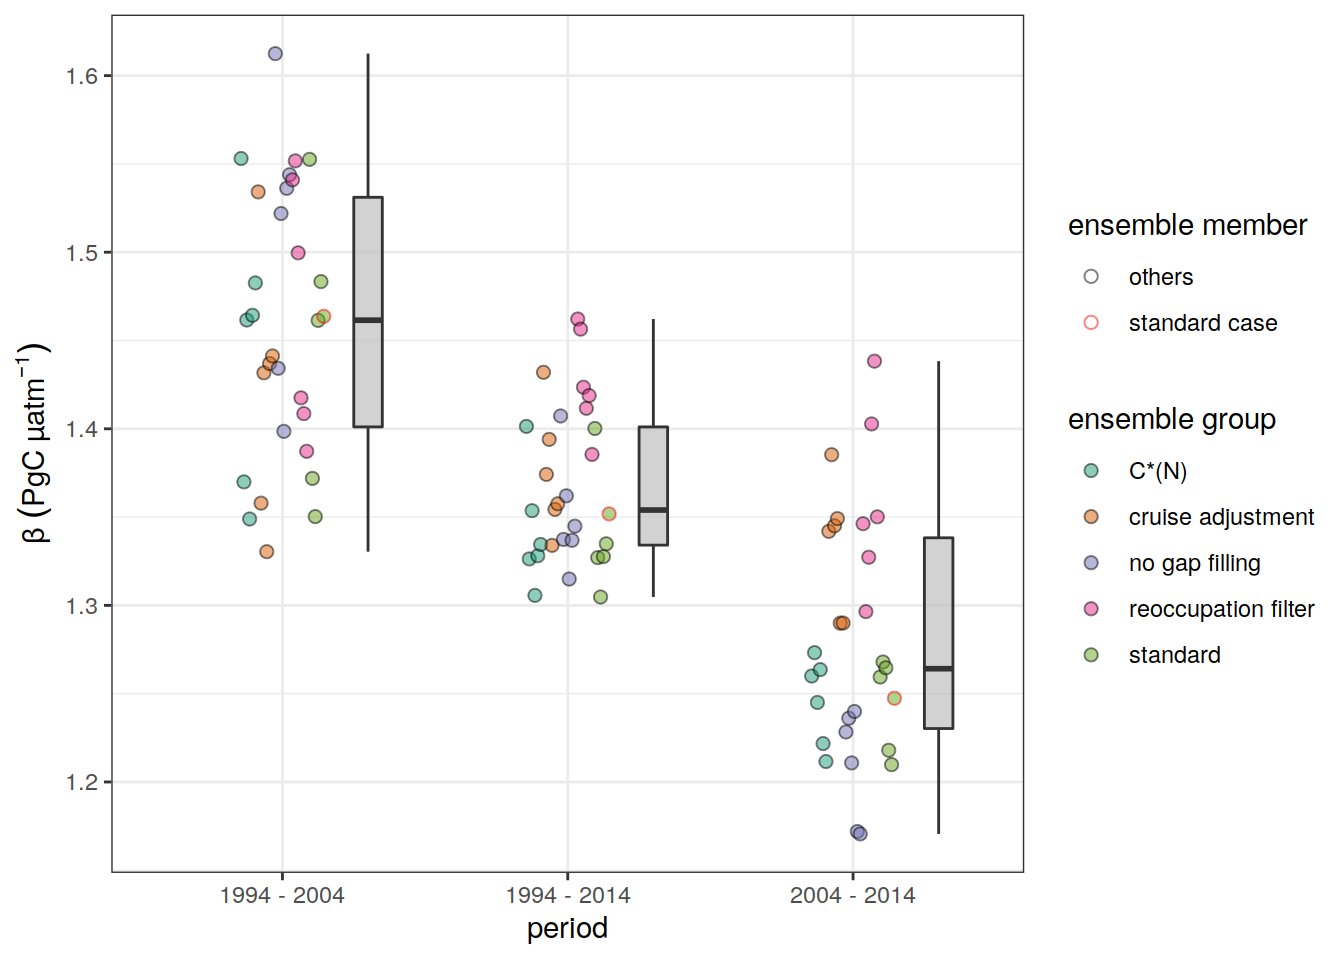 β (PgC µatm⁻¹)
1.6
1.5
1.4
1.3
1.2
1994 - 2004
1994 - 2014
2004 - 2014
period
ensemble member
others
standard case
ensemble group
C*(N)
cruise adjustment
no gap filling
reoccupation filter
standard